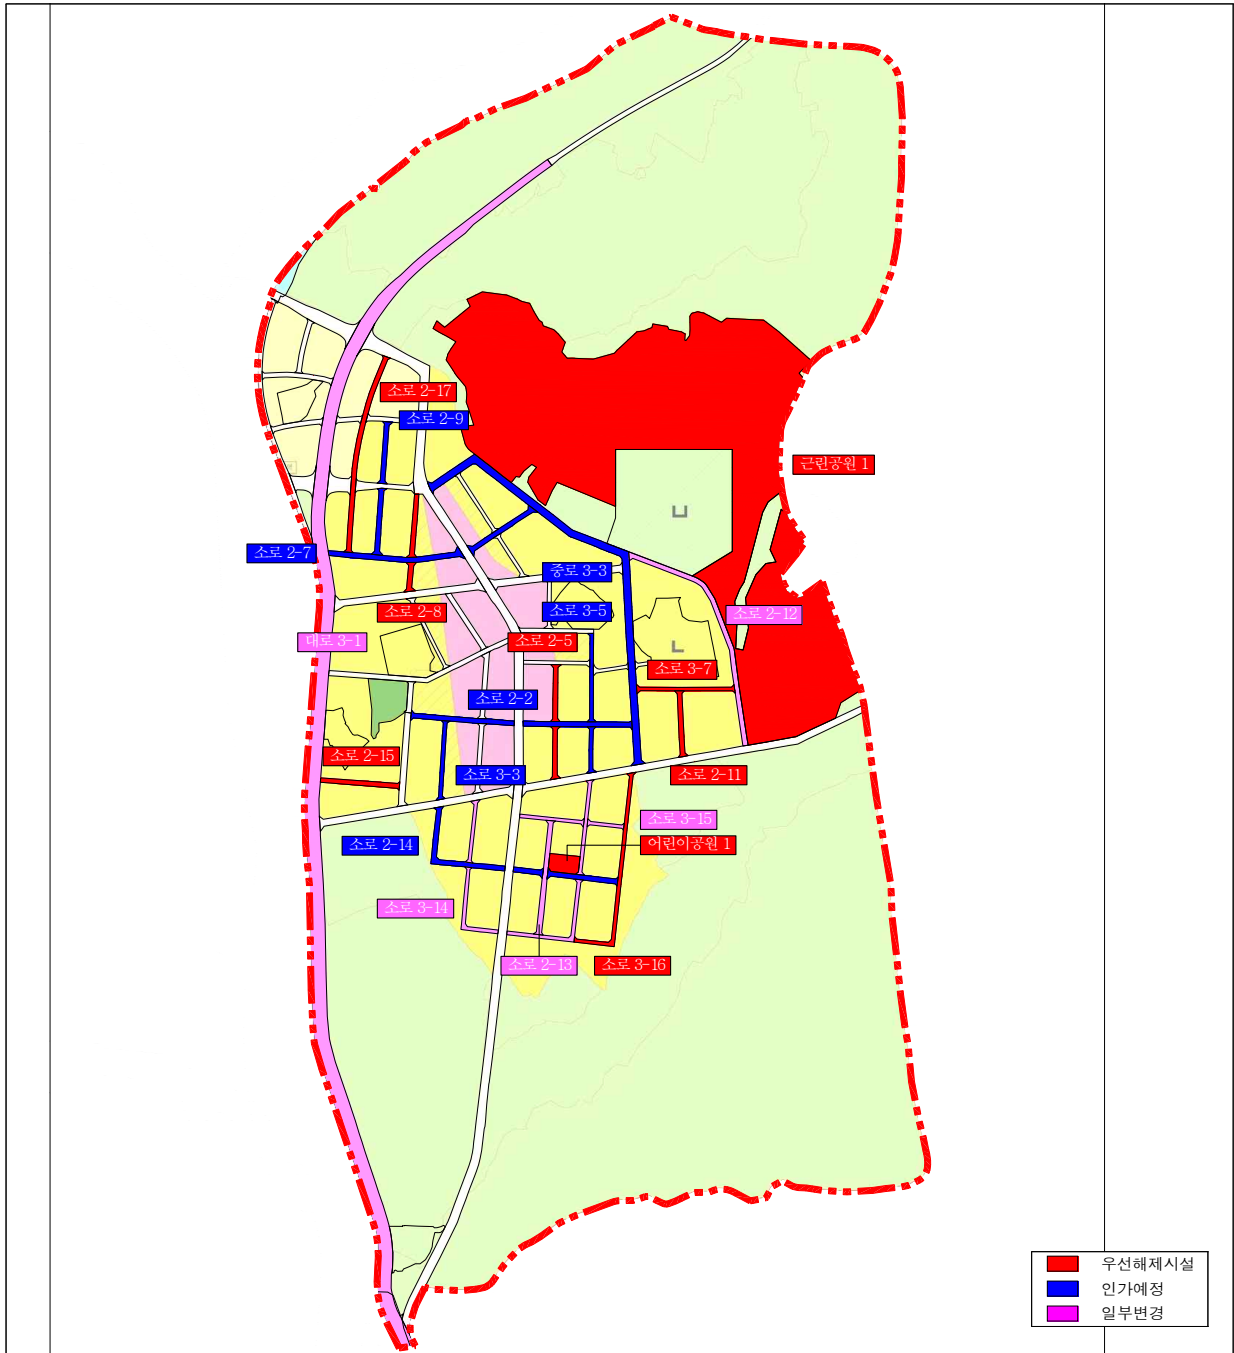 소로 2-17
소로 2-9
근린공원 1
소로 2-7
중로 3-3
소로 3-5
소로 2-8
소로 2-12
대로 3-1
소로 2-5
소로 3-7
소로 2-2
소로 2-15
소로 3-3
소로 2-11
소로 3-15
소로 2-14
어린이공원 1
소로 3-14
소로 2-13
소로 3-16
우선해제시설
인가예정
일부변경